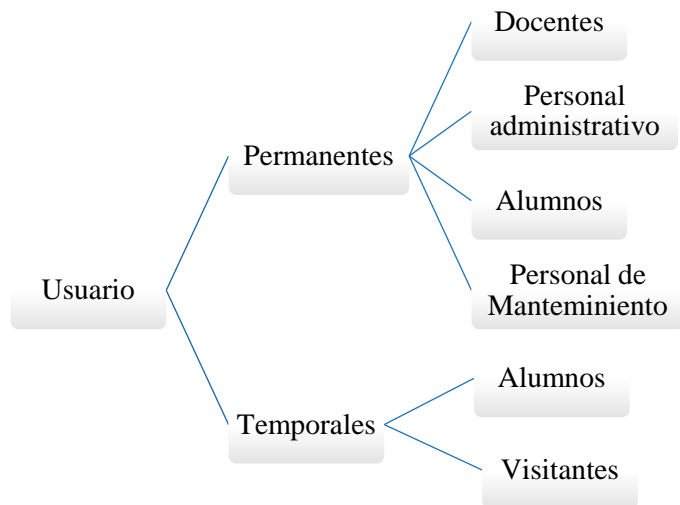 Usuario
Permanentes
Docentes
Personal
administrativo
Alumnos
Personal de
Manteminiento
Temporales
Alumnos
Visitantes